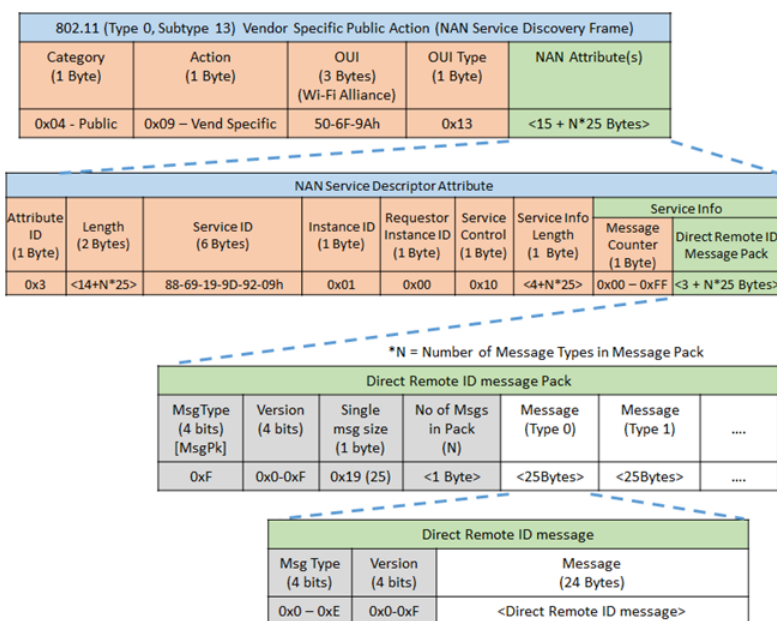 802.11 (Type 0, Subtype 13) Vendor Specific Public Action (NAN Service Discovery Frame)
Category
(1 Byte)
Action
(1 Byte)
OUI
(3 Bytes)
(Wi-Fi Alliance)
OUI Type
(1 Byte)
NAN Attribute(s)
0x04 - Public
0x09 – Vend Specific
50-6F-9Ah
0x13
<15 + N*25 Bytes>
NAN Service Descriptor Attribute
Attribute
ID
(1 Byte)
Length
(2 Bytes)
Service ID
(6 Bytes)
Instance ID
(1 Byte)
Requestor
Instance ID
(1 Byte)
Service
Control
(1 Byte)
Service Info
Length
(1 Byte)
Service Info
Message
Counter
(1 Byte)
Direct Remote ID
Message Pack
0x3
<14+N*25>
88-69-19-9D-92-09h
0x01
0x00
0x10
<4+N*25>
0x00 – 0xFF
<3 + N*25 Bytes>
*N = Number of Message Types in Message Pack
Direct Remote ID message Pack
MsgType
(4 bits)
[MsgPk]
Version
(4 bits)
Single
msg size
(1 byte)
No of Msgs
in Pack
(N)
Message
(Type 0)
Message
(Type 1)
....
0xF
0x0-0xF
0x19 (25)
<1 Byte>
<25Bytes>
<25Bytes>
....
Direct Remote ID message
Msg Type
(4 bits)
Version
(4 bits)
Message
(24 Bytes)
0x0 – 0xE
0x0-0xF
<Direct Remote ID message>